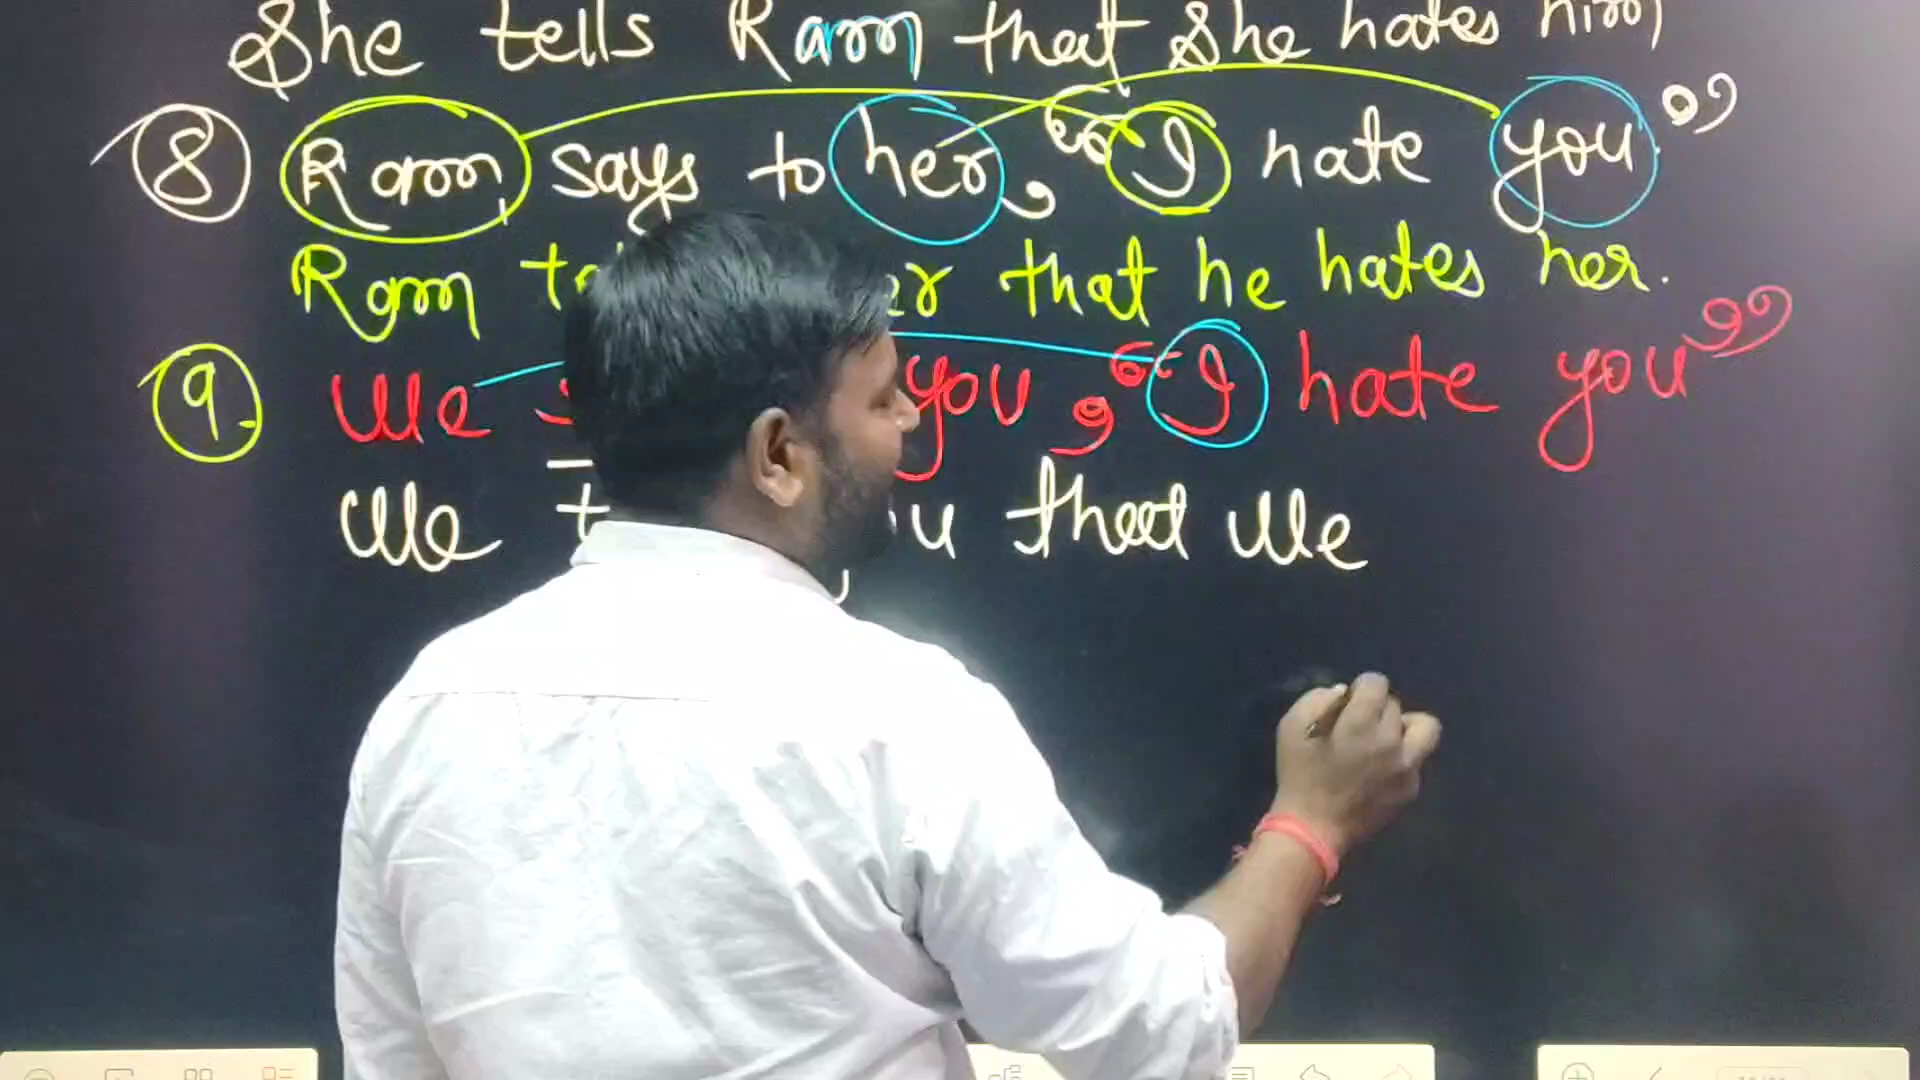 She tells Ram that She hates him
8 Ram says to her, “I hate you.”
Ram that he hates her.
9. We you, “I hate you”
We that We